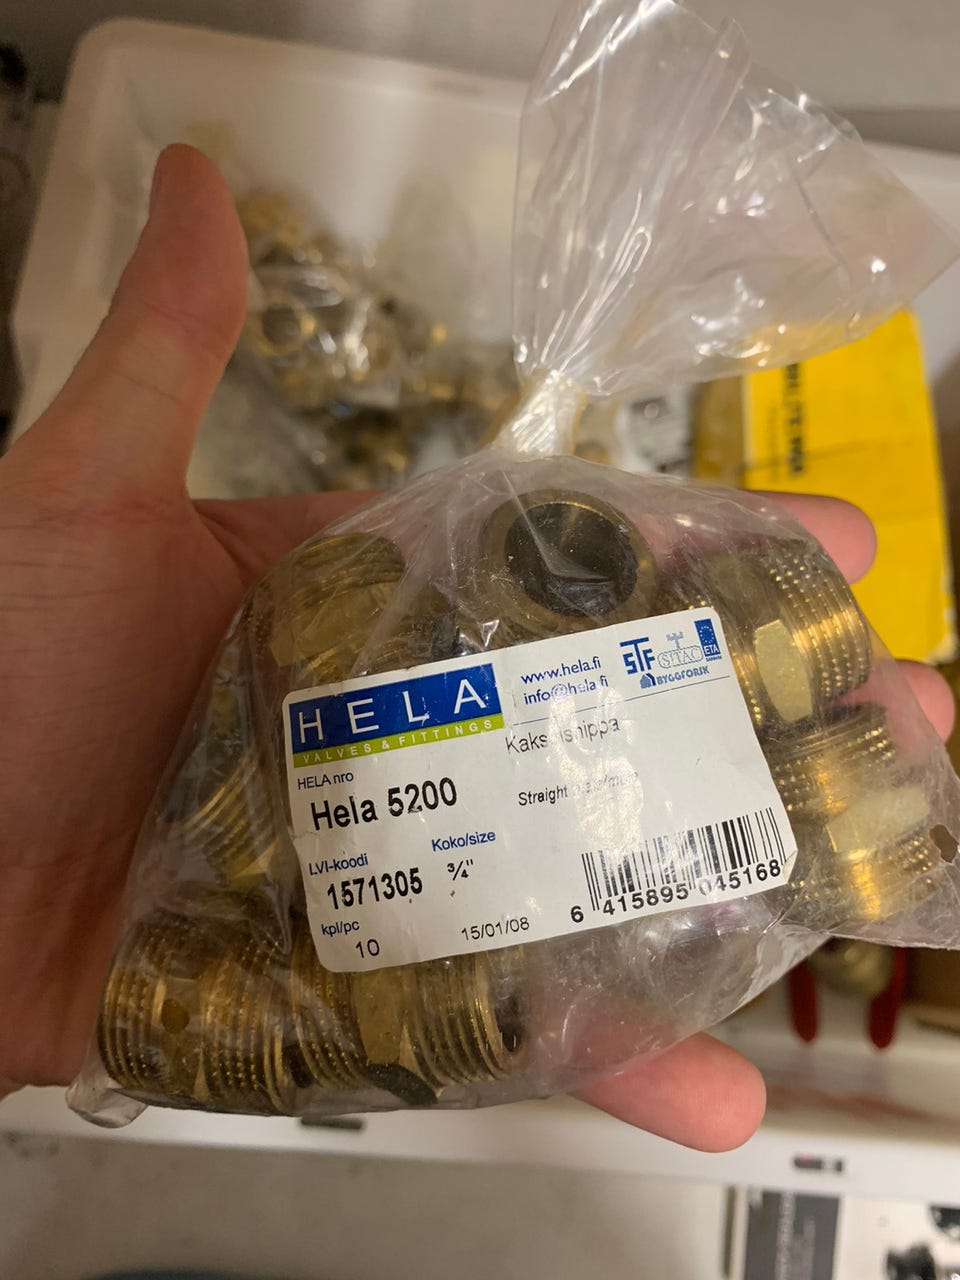 HELA
VALVES & FITTINGS
www.hela.fi
info@hela.fi
STF
SITAC
ETA
BYGGFORSK
HELA nro
Hela 5200
Straight
LVI-koodi
1571305
Koko/size
3/4"
kpl/pc
10
15/01/08
6 415895 045168